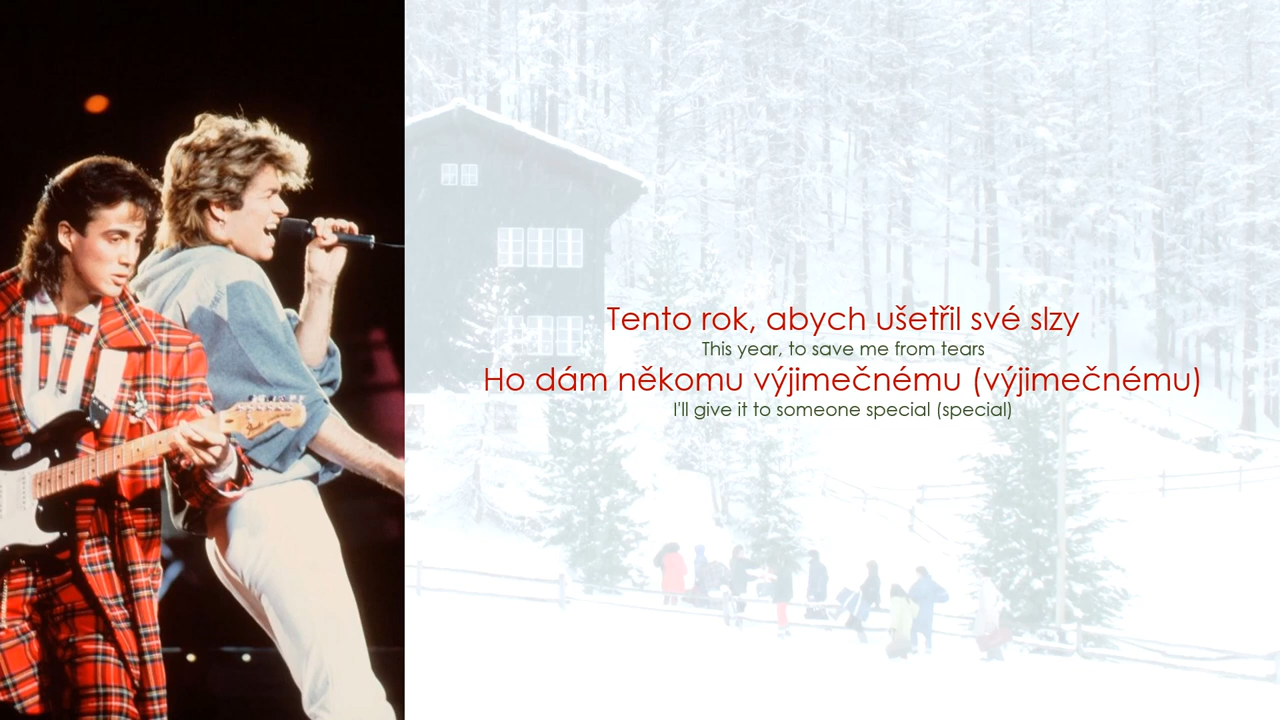 Tento rok, abych ušetřil své slzy
This year, to save me from tears
Ho dám někomu výjimečnému (výjimečnému)
I'll give it to someone special (special)